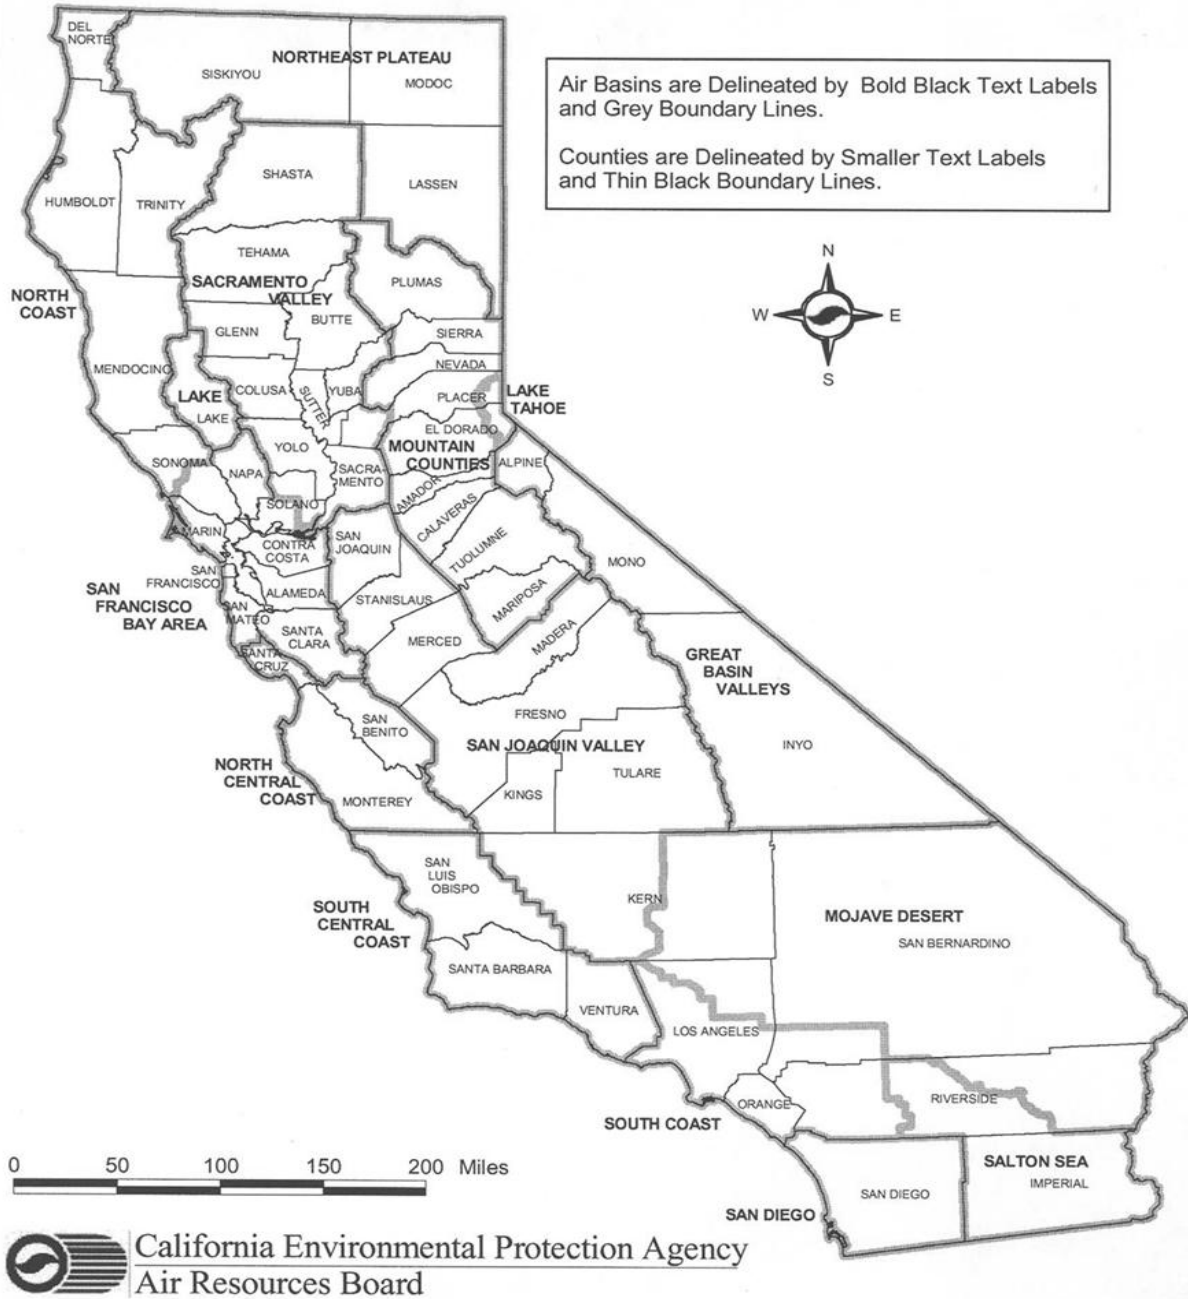 DEL
NORTE
SISKIYOU
NORTHEAST PLATEAU
MODOC
Air Basins are Delineated by Bold Black Text Labels
and Grey Boundary Lines.
Counties are Delineated by Smaller Text Labels
and Thin Black Boundary Lines.
SHASTA
LASSEN
HUMBOLDT
TRINITY
TEHAMA
SACRAMENTO
VALLEY
PLUMAS
NORTH
COAST
N
W
E
S
GLENN
BUTTE
SIERRA
MENDOCINO
NEVADA
COLUSA
SUTTER
YUBA
PLACER
LAKE
TAHOE
LAKE
LAKE
EL DORADO
MOUNTAIN
COUNTIES
YOLO
SONOMA
NAPA
SACRA-
MENTO
ALPINE
SOLANO
AMADOR
CALAVERAS
MARIN
CONTRA
COSTA
SAN
JOAQUIN
TUOLUMNE
MONO
SAN
FRANCISCO
ALAMEDA
STANISLAUS
MARIPOSA
SAN
FRANCISCO
BAY AREA
SAN
MATEO
SANTA
CLARA
MERCED
MADERA
SANTA
CRUZ
GREAT
BASIN
VALLEYS
SAN
BENITO
FRESNO
SAN JOAQUIN VALLEY
INYO
NORTH
CENTRAL
COAST
MONTEREY
KINGS
TULARE
SAN
LUIS
OBISPO
KERN
SOUTH
CENTRAL
COAST
MOJAVE DESERT
SAN BERNARDINO
SANTA BARBARA
VENTURA
LOS ANGELES
ORANGE
RIVERSIDE
SOUTH COAST
SALTON SEA
IMPERIAL
SAN DIEGO
SAN DIEGO
0 50 100 150 200 Miles
California Environmental Protection Agency
Air Resources Board